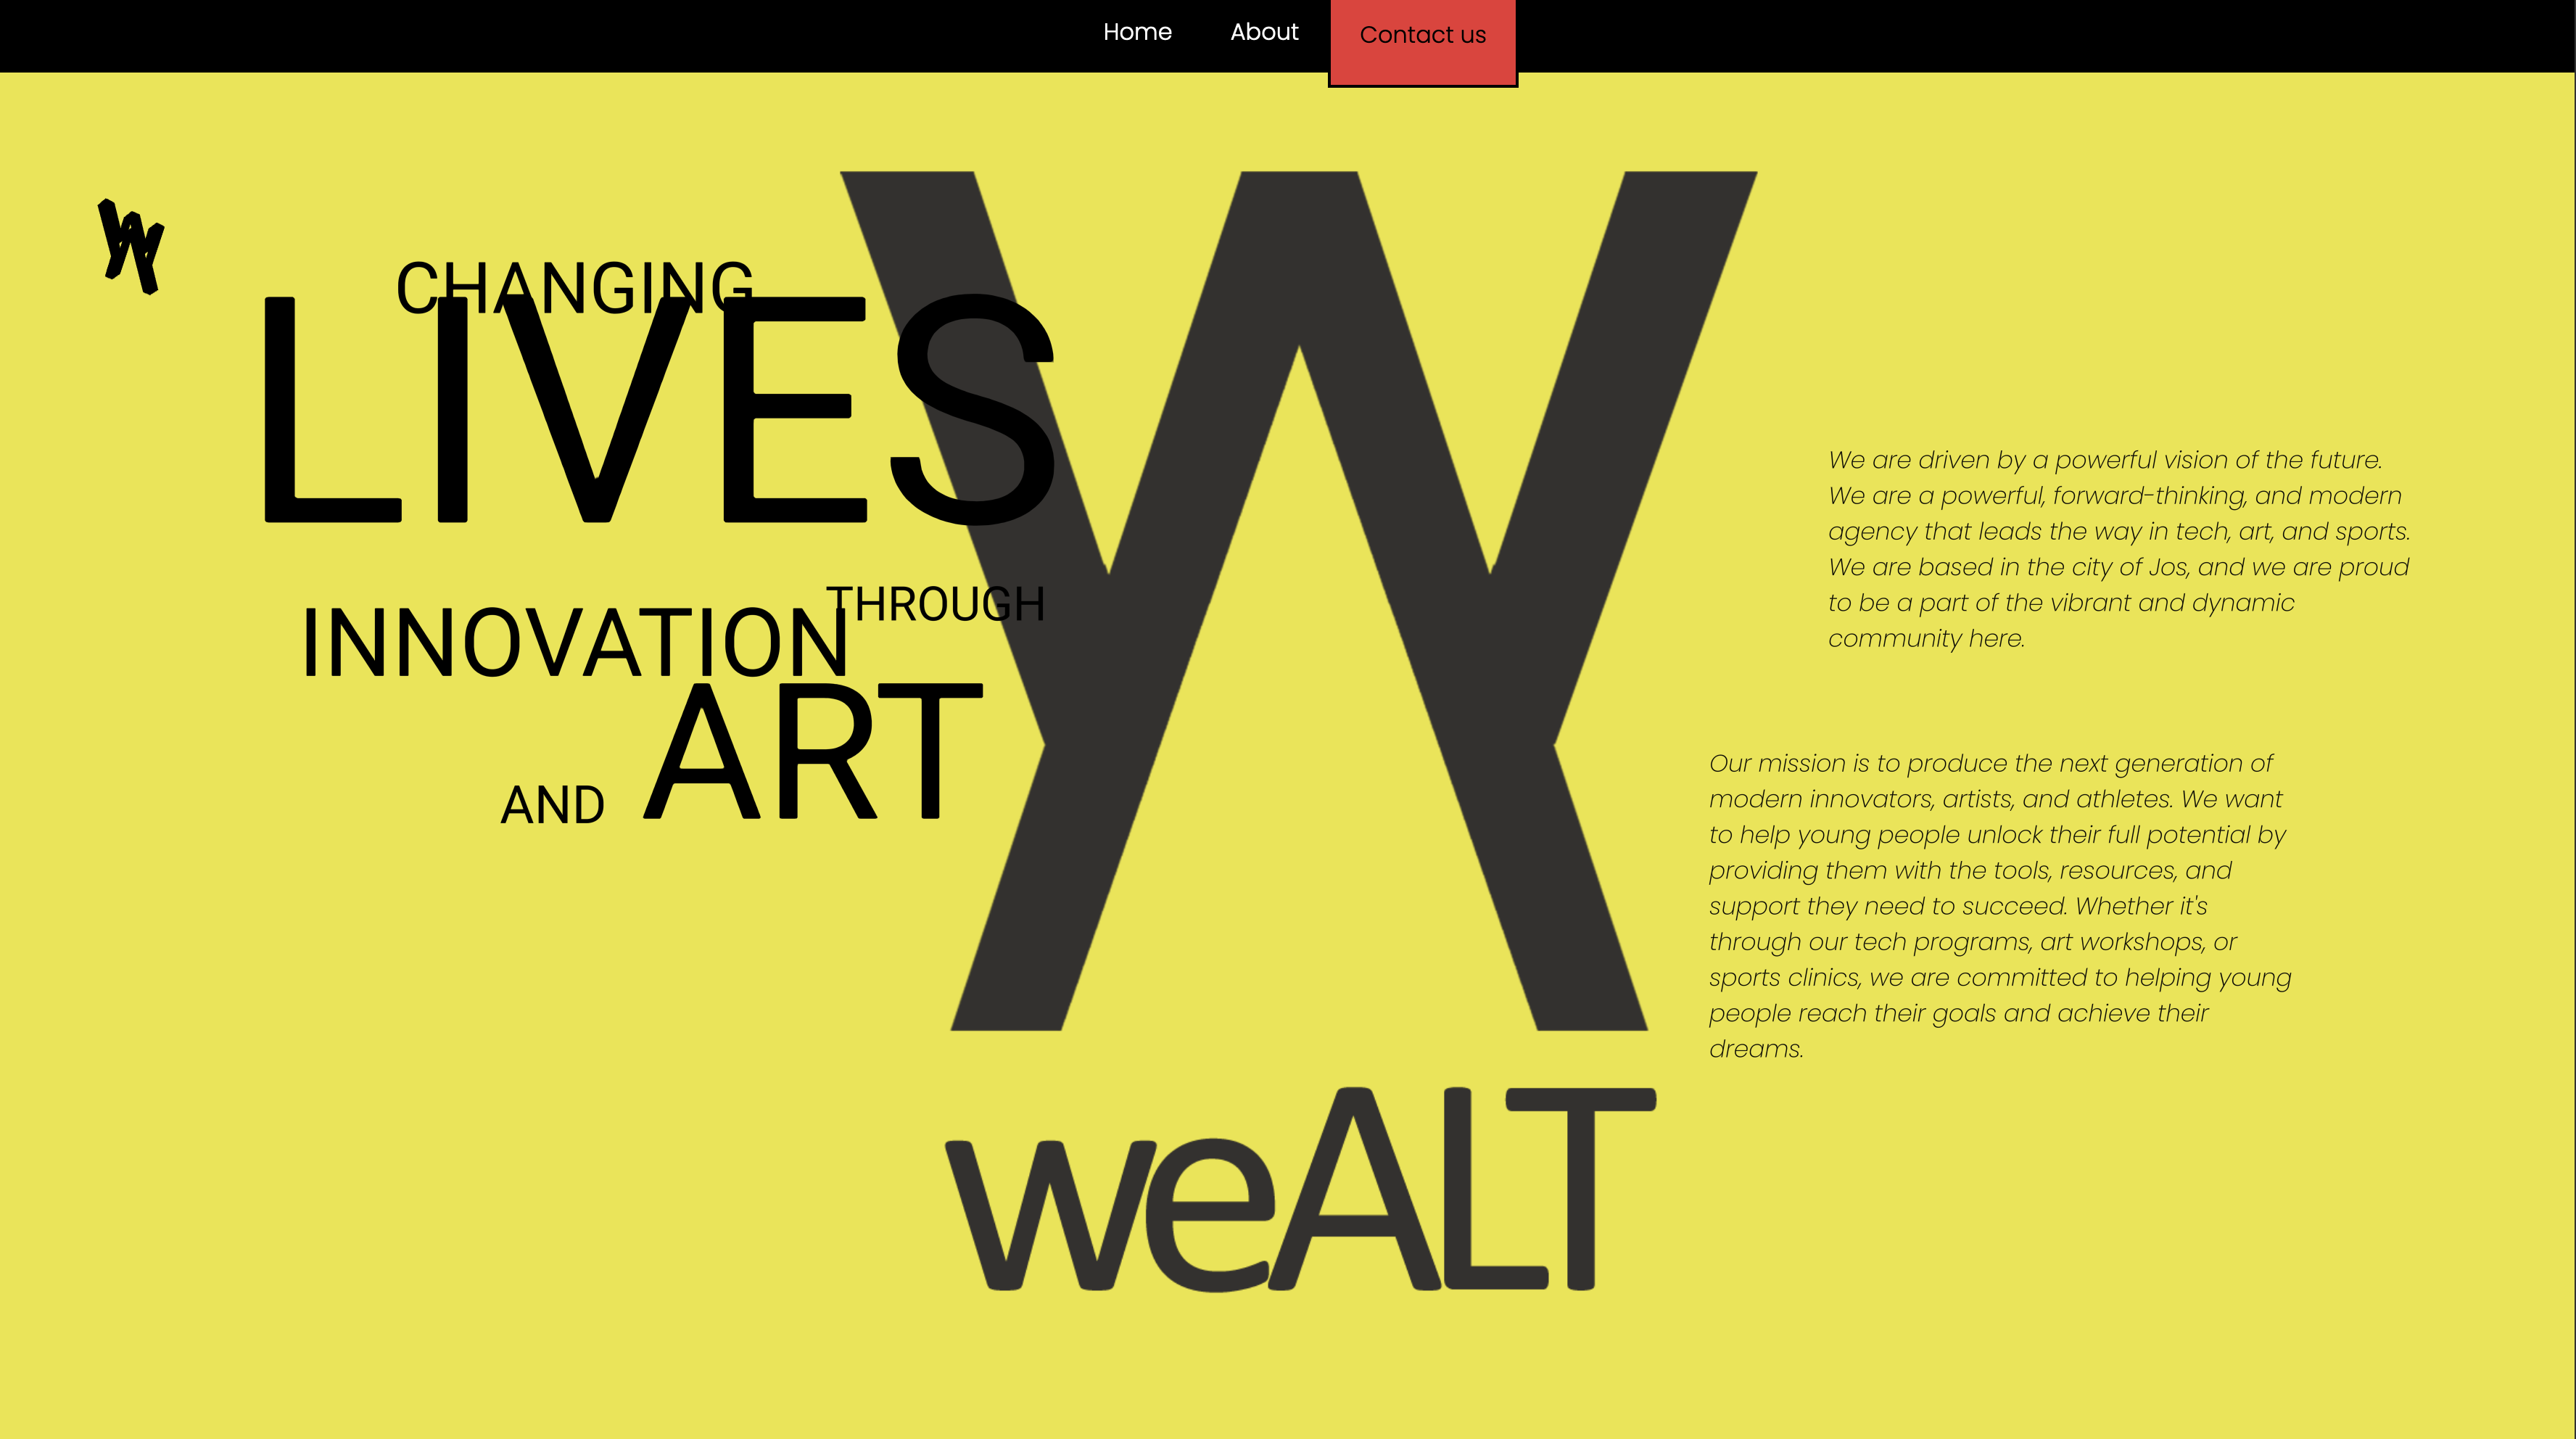 Home About Contact us
W
CHANGING
LIVES
THROUGH
INNOVATION
AND ART
W
weALT
We are driven by a powerful vision of the future.
We are a powerful, forward-thinking, and modern
agency that leads the way in tech, art, and sports.
We are based in the city of Jos, and we are proud
to be a part of the vibrant and dynamic
community here.
Our mission is to produce the next generation of
modern innovators, artists, and athletes. We want
to help young people unlock their full potential by
providing them with the tools, resources, and
support they need to succeed. Whether it's
through our tech programs, art workshops, or
sports clinics, we are committed to helping young
people reach their goals and achieve their
dreams.